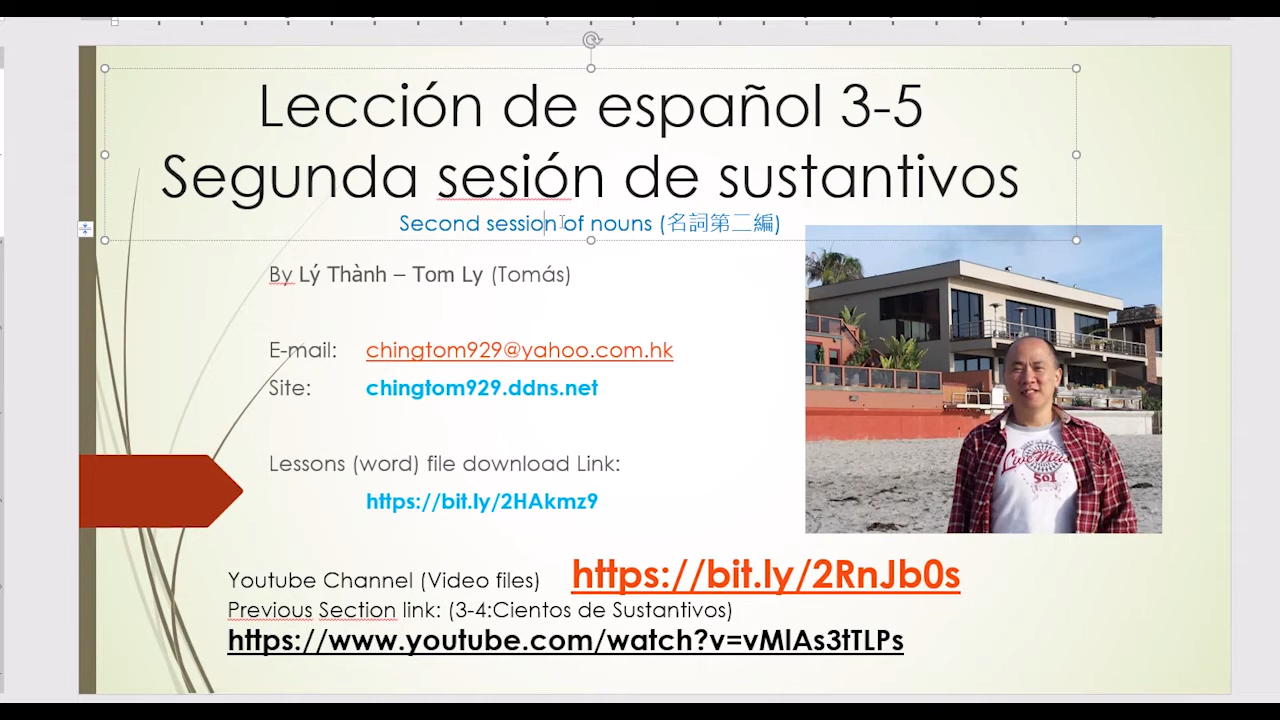 Lección de español 3-5
Segunda sesión de sustantivos
Second session of nouns (名詞第二編)
By Lý Thành – Tom Ly (Tomás)
E-mail: chingtom929@yahoo.com.hk
Site: chingtom929.ddns.net
Lessons (word) file download Link:
https://bit.ly/2HAkmz9
Youtube Channel (Video files) https://bit.ly/2RnJb0s
Previous Section link: (3-4:Cientos de Sustantivos)
https://www.youtube.com/watch?v=vMlAs3tTLPs